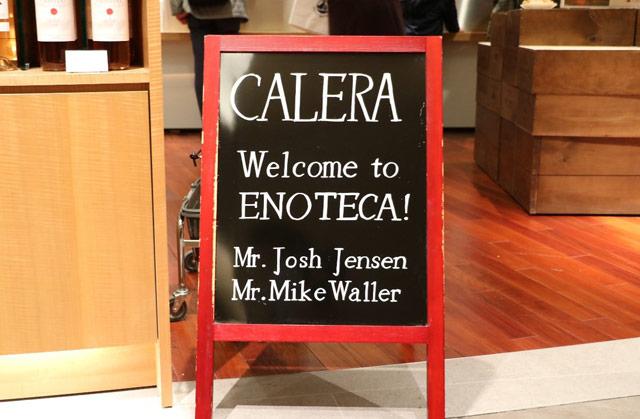 CALERA
Welcome to
ENOTECA!
Mr. Josh Jensen
Mr. Mike Waller